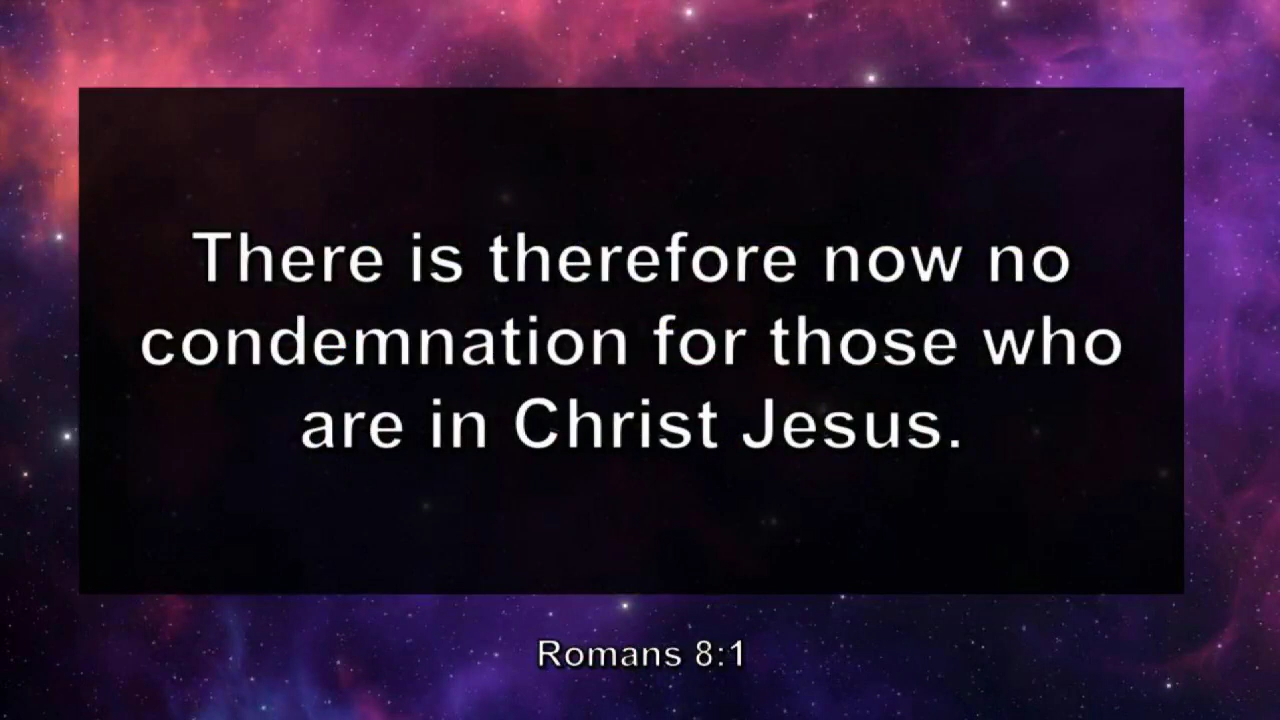 There is therefore now no
condemnation for those who
are in Christ Jesus.
Romans 8:1